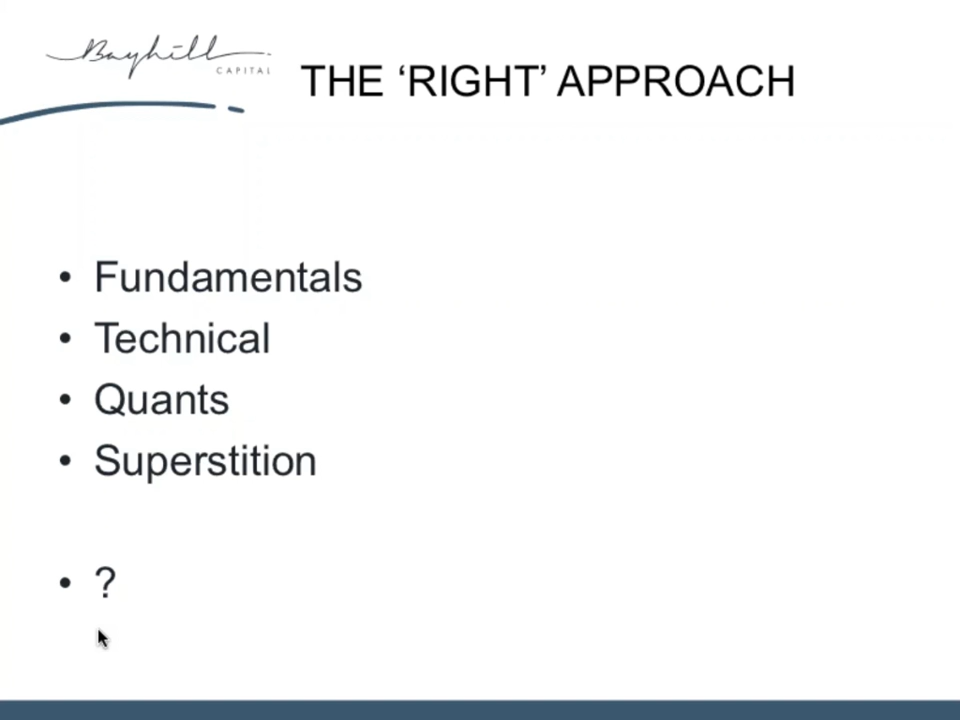 Bayhill
CAPITAL
THE ‘RIGHT’ APPROACH
• Fundamentals
• Technical
• Quants
• Superstition
• ?